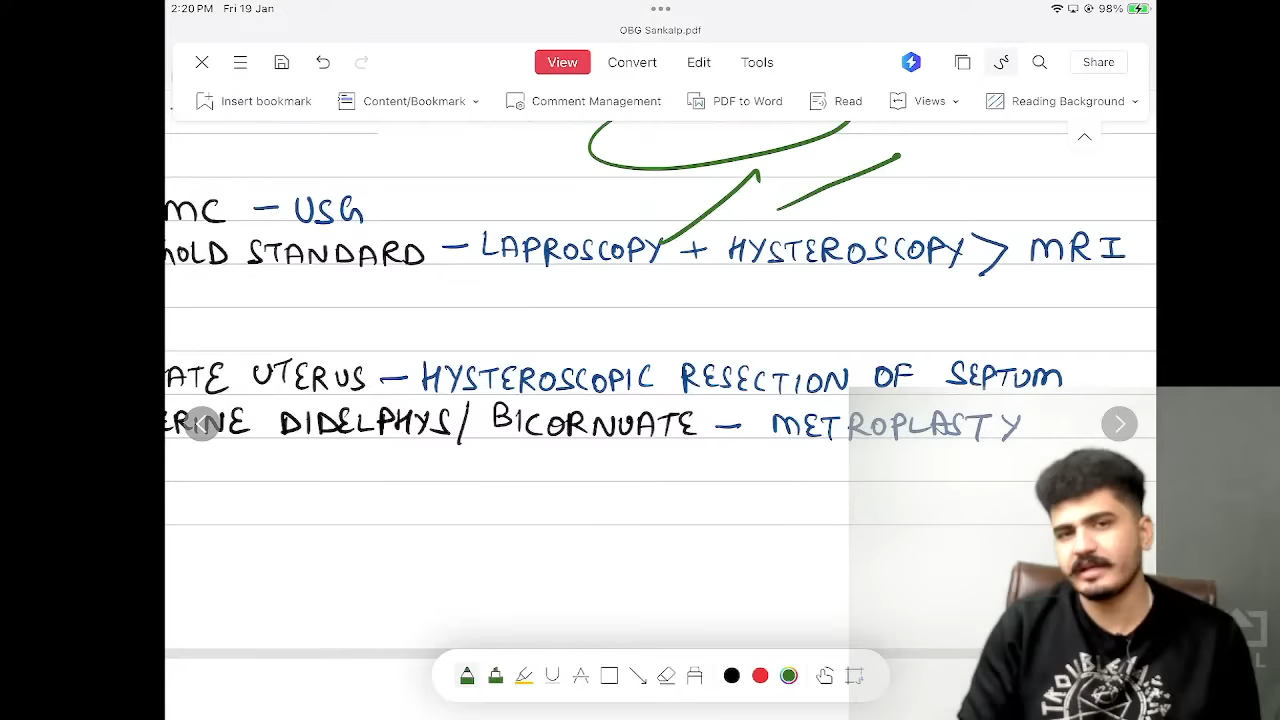 2:20 PM Fri 19 Jan
98%
OBG Sankalp.pdf
View Convert Edit Tools Share
Insert bookmark Content/Bookmark Comment Management PDF to Word Read Views Reading Background
MC - USG
GOLD STANDARD - LAPROSCOPY + HYSTEROSCOPY > MRI
ATE UTERUS - HYSTEROSCOPIC RESECTION OF SEPTUM
ERINE DIDELPHYS/ BICORNUATE - METROPLASTY